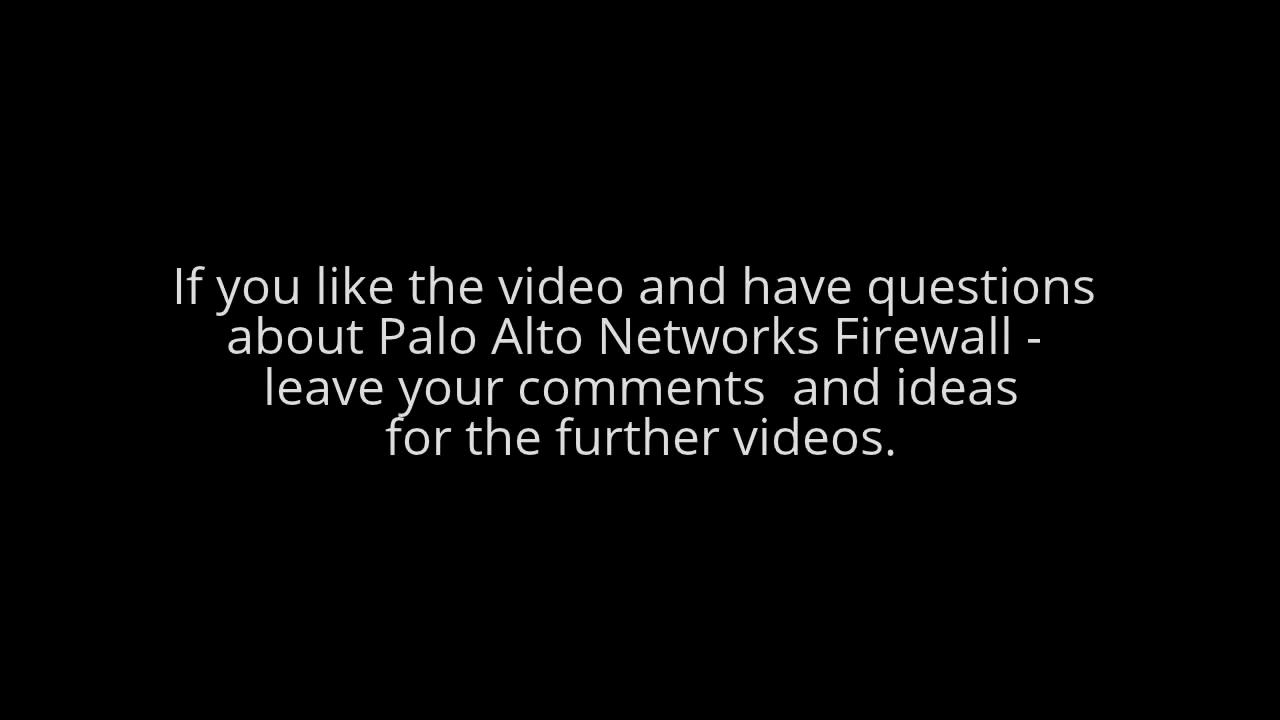 If you like the video and have questions
about Palo Alto Networks Firewall -
leave your comments  and ideas
for the further videos.